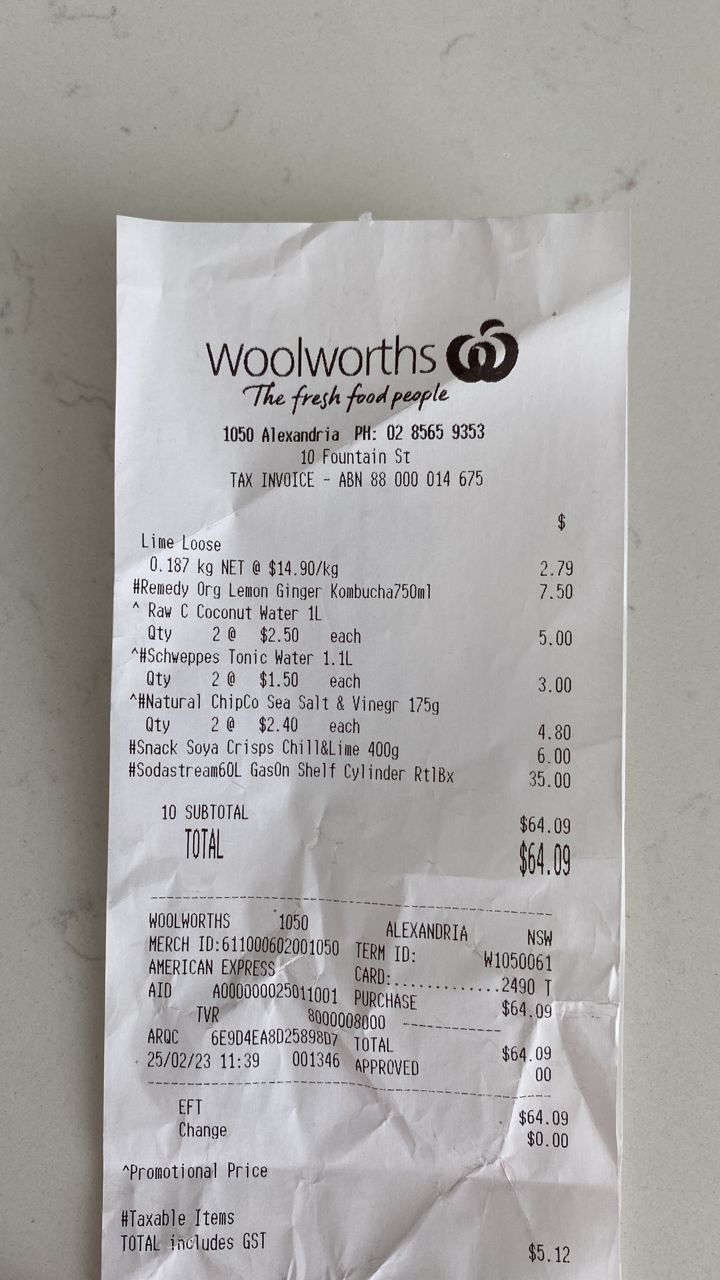 Woolworths
The fresh food people
1050 Alexandria PH: 02 8565 9353
10 Fountain St
TAX INVOICE - ABN 88 000 014 675
$
Lime Loose
0.187 kg NET @ $14.90/kg 2.79
#Remedy Org Lemon Ginger Kombucha750ml 7.50
^ Raw C Coconut Water 1L
Qty 2 @ $2.50 each 5.00
^#Schweppes Tonic Water 1.1L
Qty 2 @ $1.50 each 3.00
^#Natural ChipCo Sea Salt & Vinegr 175g
Qty 2 @ $2.40 each 4.80
#Snack Soya Crisps Chill&Lime 400g 6.00
#Sodastream60L GasOn Shelf Cylinder RtlBx 35.00
10 SUBTOTAL $64.09
TOTAL $64.09
WOOLWORTHS 1050 ALEXANDRIA NSW
MERCH ID:611000602001050 TERM ID: W1050061
AMERICAN EXPRESS CARD:.............2490 T
AID A000000025011001 PURCHASE $64.09
TVR 8000008000
ARQC 6E9D4EA8D25898D7 TOTAL $64.09
25/02/23 11:39 001346 APPROVED 00
EFT $64.09
Change $0.00
^Promotional Price
#Taxable Items
TOTAL includes GST $5.12